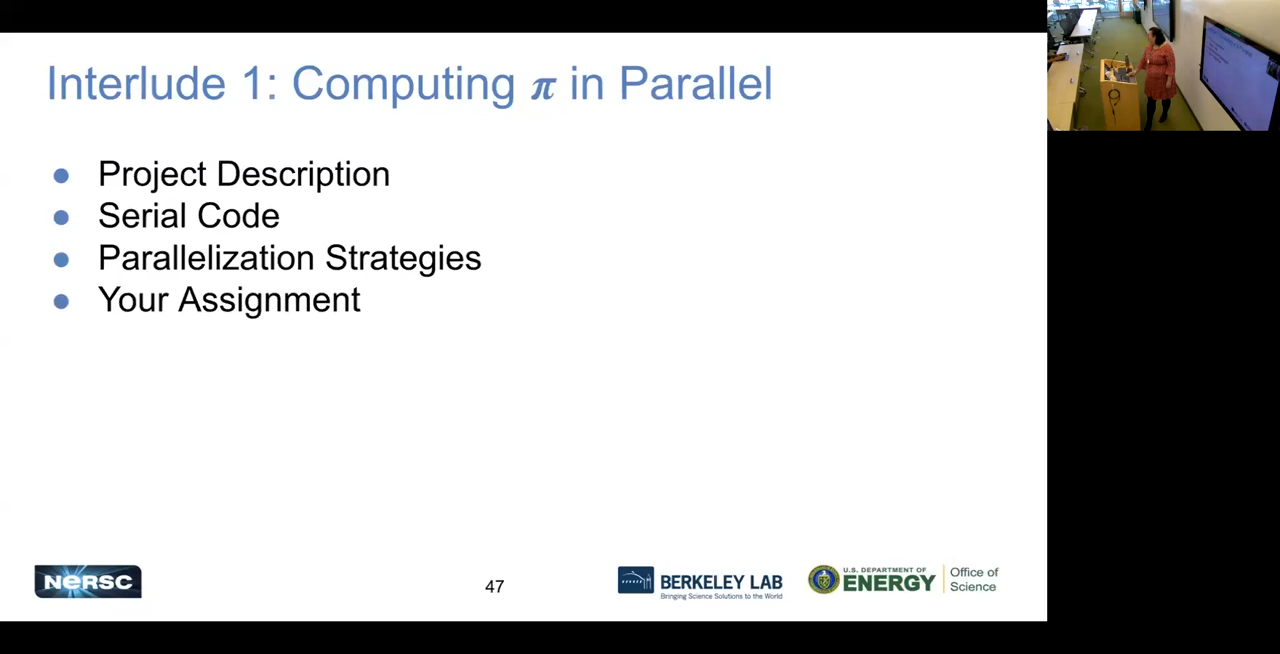 Interlude 1: Computing π in Parallel
● Project Description
● Serial Code
● Parallelization Strategies
● Your Assignment
NERSC
47
BERKELEY LAB
Bringing Science Solutions to the World
U.S. DEPARTMENT OF
ENERGY
Office of
Science